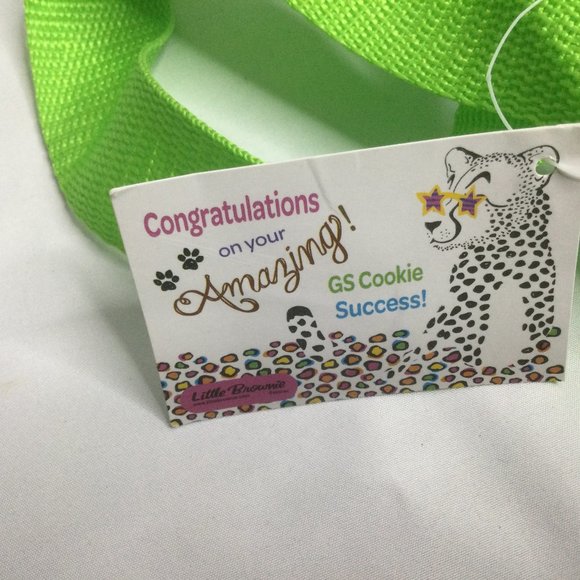 Congratulations
on your
Amazing!
GS Cookie
Success!
Little Brownie